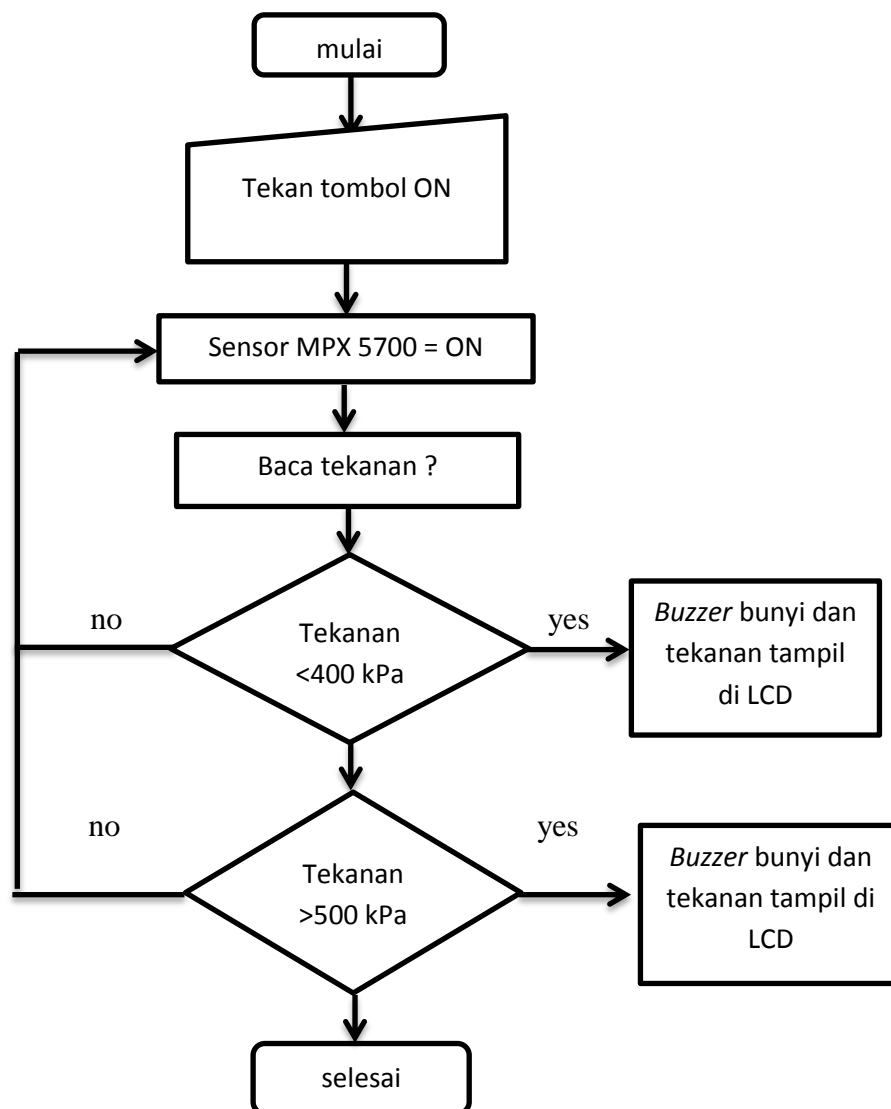 mulai
Tekan tombol ON
Sensor MPX 5700 = ON
Baca tekanan ?
no
Tekanan
<400 kPa
yes
Buzzer bunyi dan
tekanan tampil
di LCD
no
Tekanan
>500 kPa
yes
Buzzer bunyi dan
tekanan tampil di
LCD
selesai